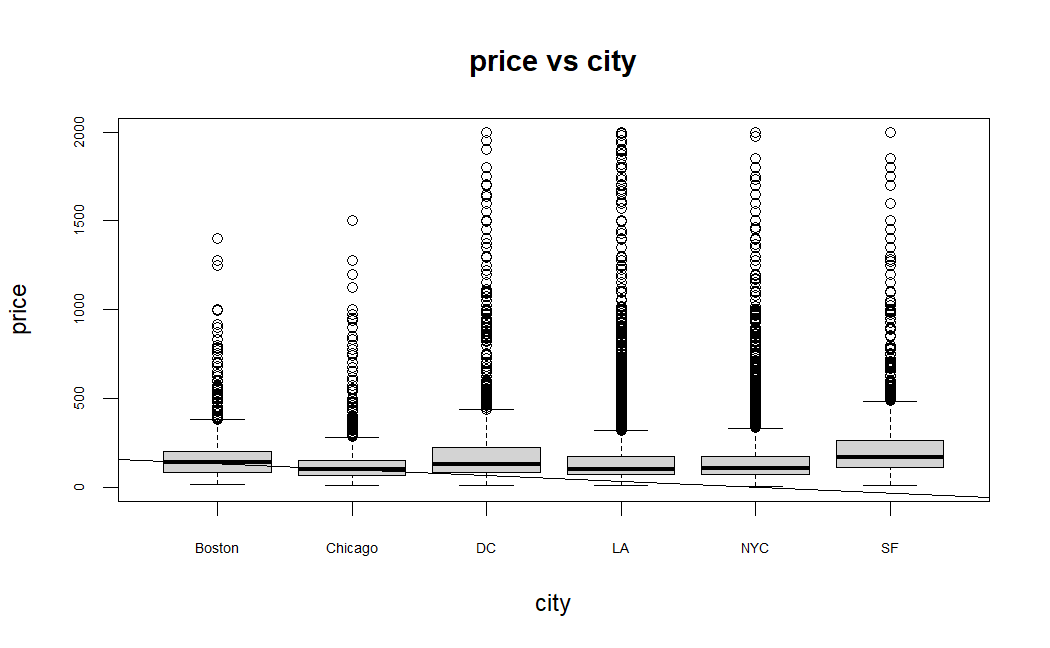 price vs city
price
2000
1500
1000
500
0
Boston Chicago DC LA NYC SF
city